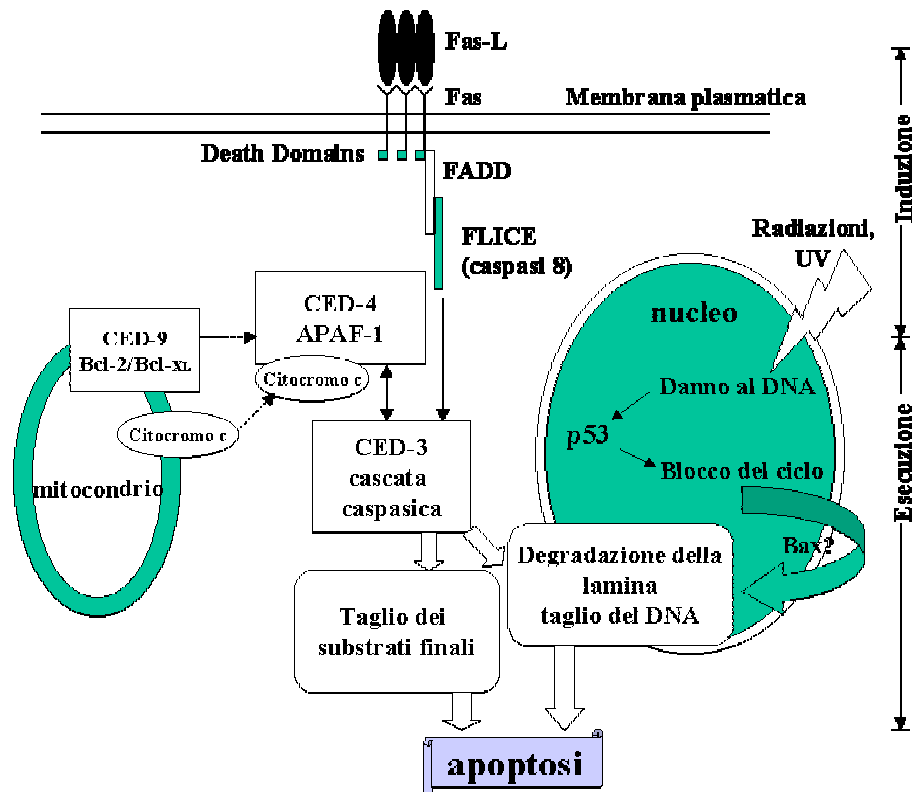 Fas-L
Fas
Membrana plasmatica
Death Domains
FADD
Induzione
FLICE
(caspasi 8)
Radiazioni,
UV
CED-4
APAF-1
nucleo
CED-9
Bcl-2/Bcl-xL
Citocromo c
Danno al DNA
Citocromo c
p53
CED-3
cascata
caspasica
Blocco del ciclo
Esecuzione
mitocondrio
Bax?
Degradazione della
lamina
taglio del DNA
Taglio dei
substrati finali
apoptosi